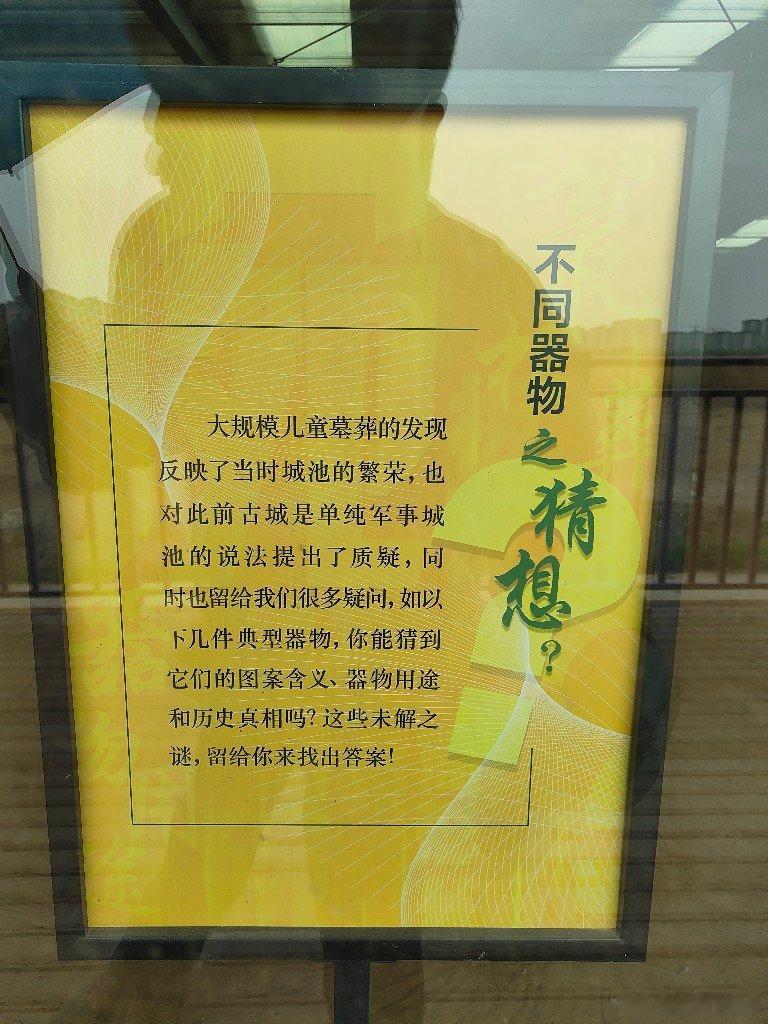 不同器物之猜想?
大规模儿童墓葬的发现
反映了当时城池的繁荣,也
对此前古城是单纯军事城
池的说法提出了质疑,同
时也留给我们很多疑问,如以
下几件典型器物,你能猜到
它们的图案含义、器物用途
和历史真相吗?这些未解之
谜,留给你来找出答案!